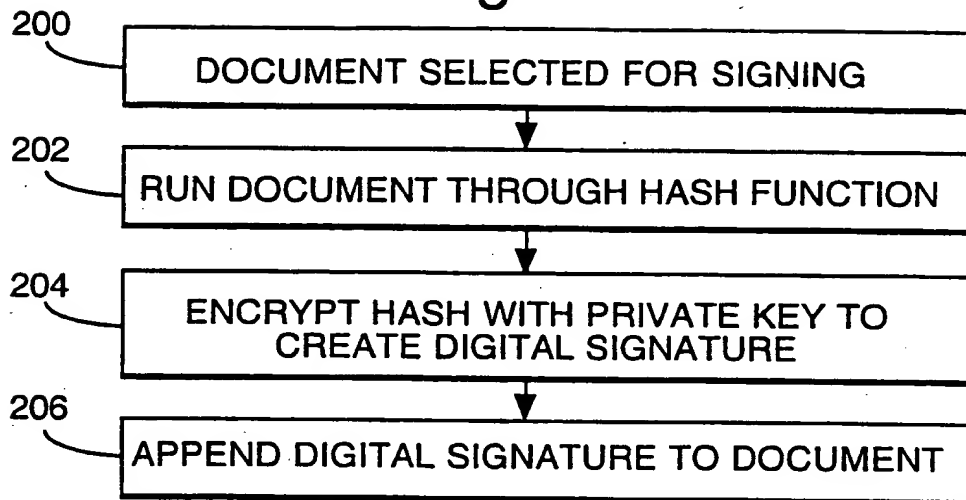 200
DOCUMENT SELECTED FOR SIGNING
202
RUN DOCUMENT THROUGH HASH FUNCTION
204
ENCRYPT HASH WITH PRIVATE KEY TO
CREATE DIGITAL SIGNATURE
206
APPEND DIGITAL SIGNATURE TO DOCUMENT